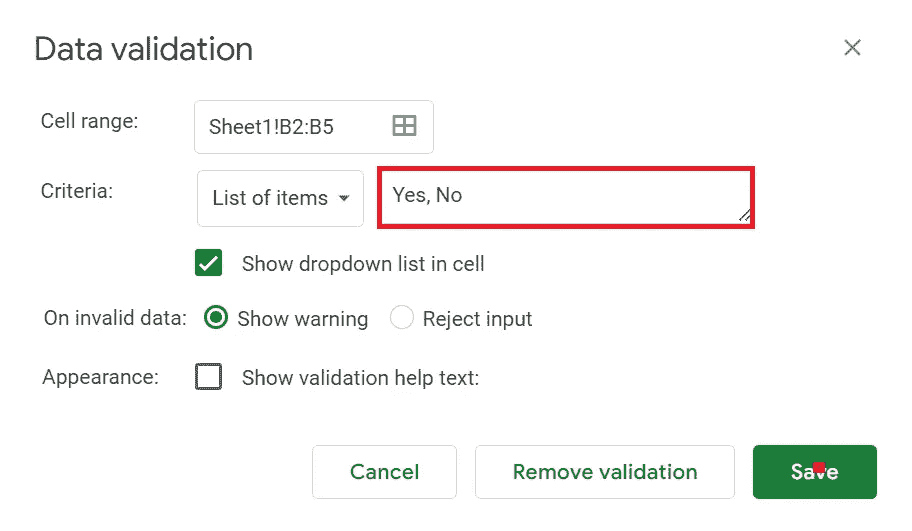 Data validation
Cell range: Sheet1!B2:B5
Criteria: List of items Yes, No
Show dropdown list in cell
On invalid data: Show warning Reject input
Appearance: Show validation help text:
Cancel Remove validation Save